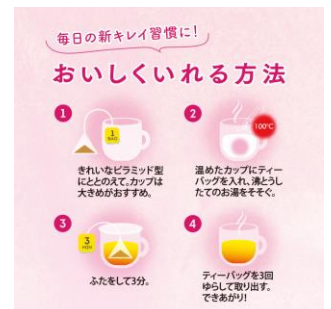 毎日の新キレイ習慣に!
おいしくいれる方法
1
きれいなピラミッド型
にととのえて。カップは
大きめがおすすめ。
2
100℃
温めたカップにティー
バッグを入れ、沸とうし
たてのお湯をそそぐ。
3
ふたをして3分。
4
ティーバッグを3回
ゆらして取り出す。
できあがり!